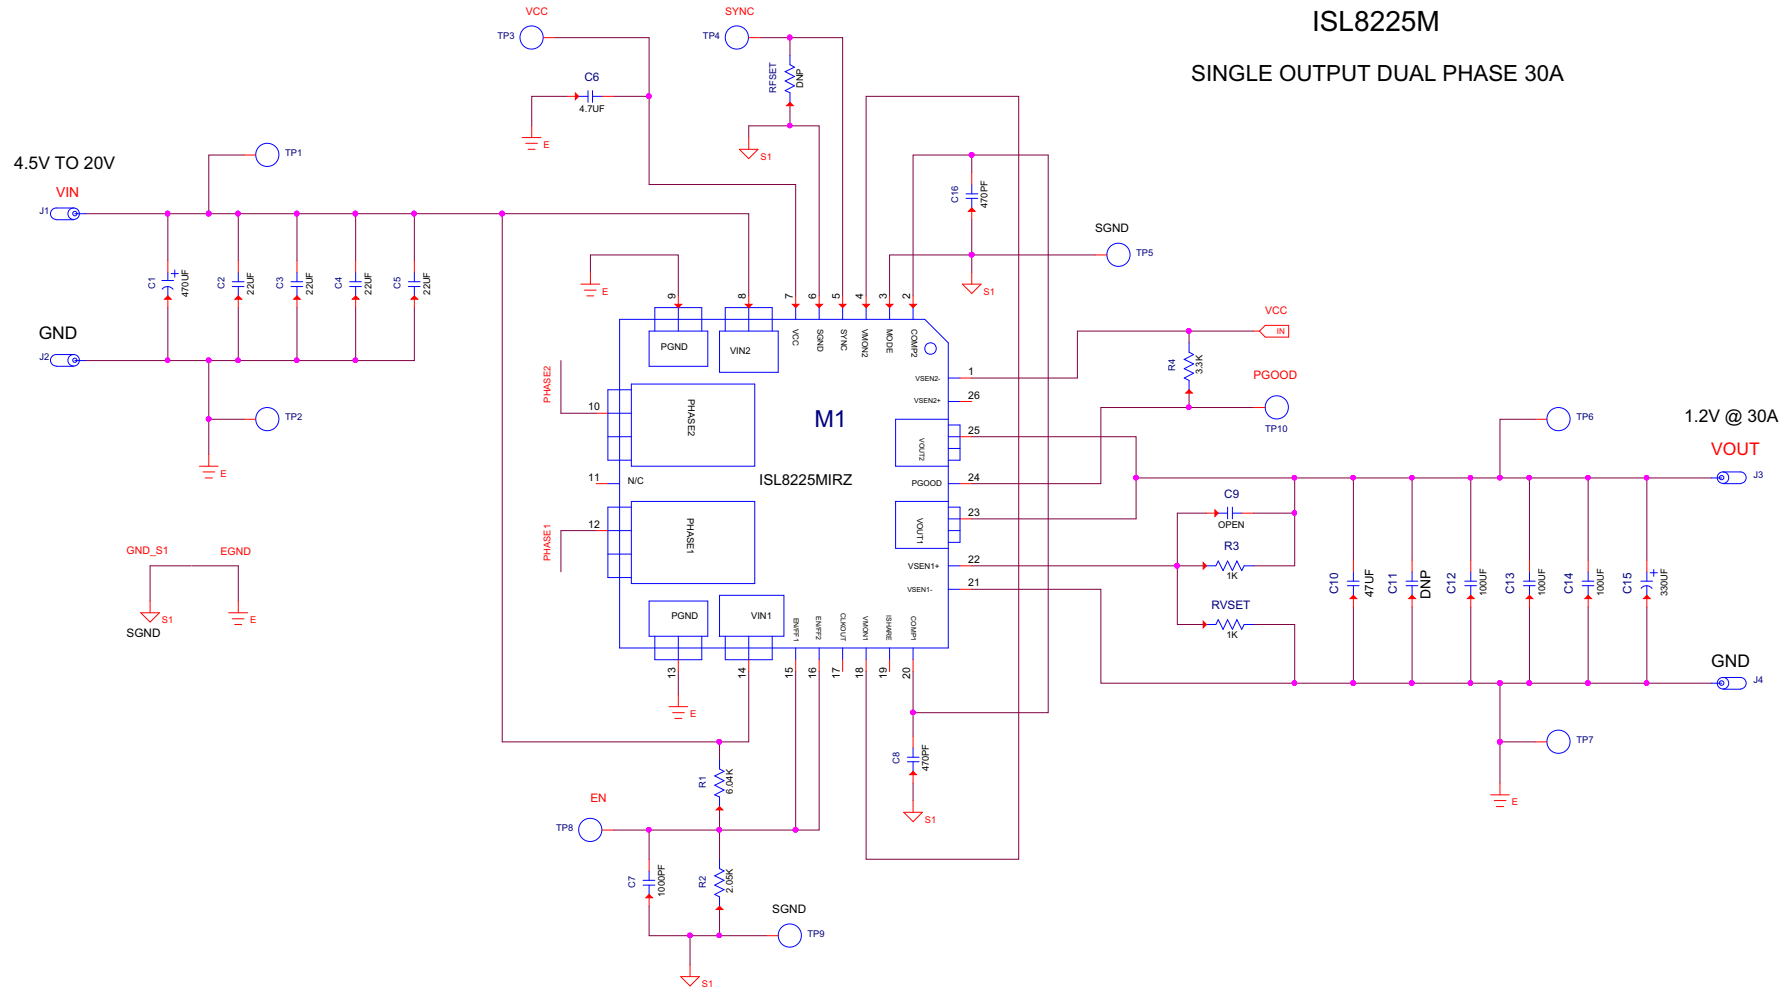 ISL8225M
SINGLE OUTPUT DUAL PHASE 30A
VCC
TP3
SYNC
TP4
C6
4.7UF
E
RFSET
DNP
S1
4.5V TO 20V
VIN
J1
TP1
C1
+
470UF
C2
22UF
C3
22UF
C4
22UF
C5
22UF
GND
J2
TP2
E
GND_S1
EGND
S1
SGND
E
C16
470PF
SGND
TP5
S1
E
9
8
7
6
5
4
3
2
PGND
VIN2
VCC
SGND
SYNC
VMON2
MODE
COMP2
PHASE2
10
PHASE2
M1
ISL8225MIRZ
11
N/C
PHASE1
12
PHASE1
VSEN2-
1
VSEN2+
26
VOUT2
25
PGOOD
24
VOUT1
23
VSEN1+
22
VSEN1-
21
PGND
VIN1
EN/FF1
EN/FF2
CLKOUT
VMON1
ISHARE
COMP1
13
14
15
16
17
18
19
20
E
VCC
IN
R4
3.3K
PGOOD
TP10
C9
OPEN
R3
1K
RVSET
1K
TP6
1.2V @ 30A
VOUT
J3
C10
47UF
C11
DNP
C12
100UF
C13
100UF
C14
100UF
C15
+
330UF
GND
J4
TP7
E
R1
6.04K
C8
470PF
S1
EN
TP8
C7
1000PF
R2
2.05K
SGND
TP9
S1